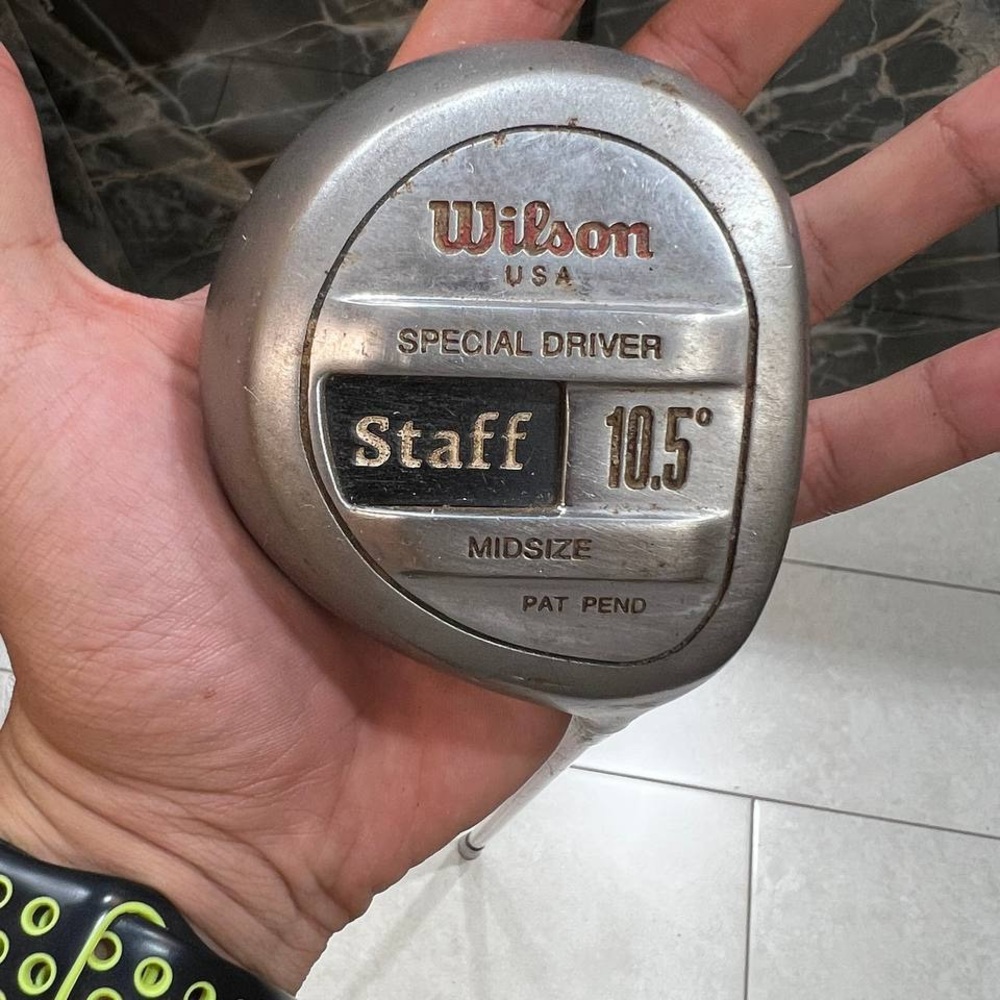 Wilson
USA
SPECIAL DRIVER
Staff 10.5°
MIDSIZE
PAT PEND